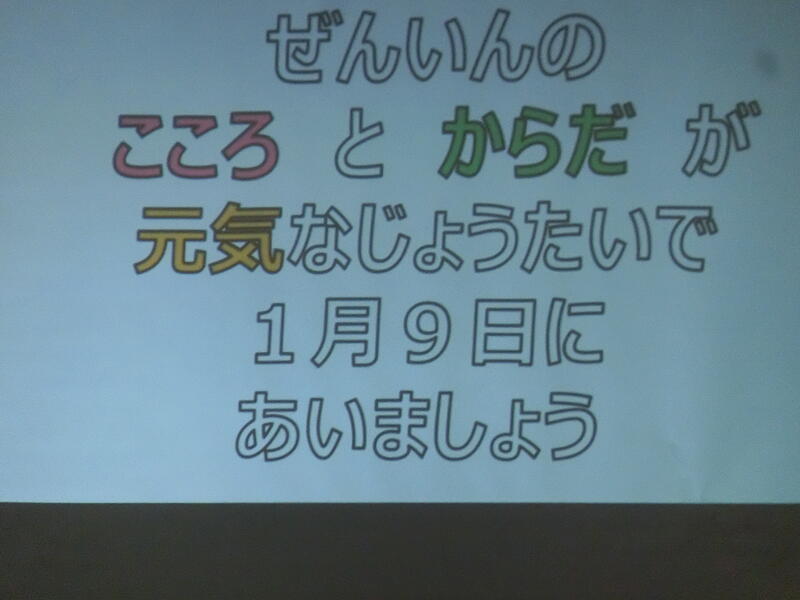 ぜんいんの
こころ と からだ が
元気なじょうたいで
１月９日に
あいましょう